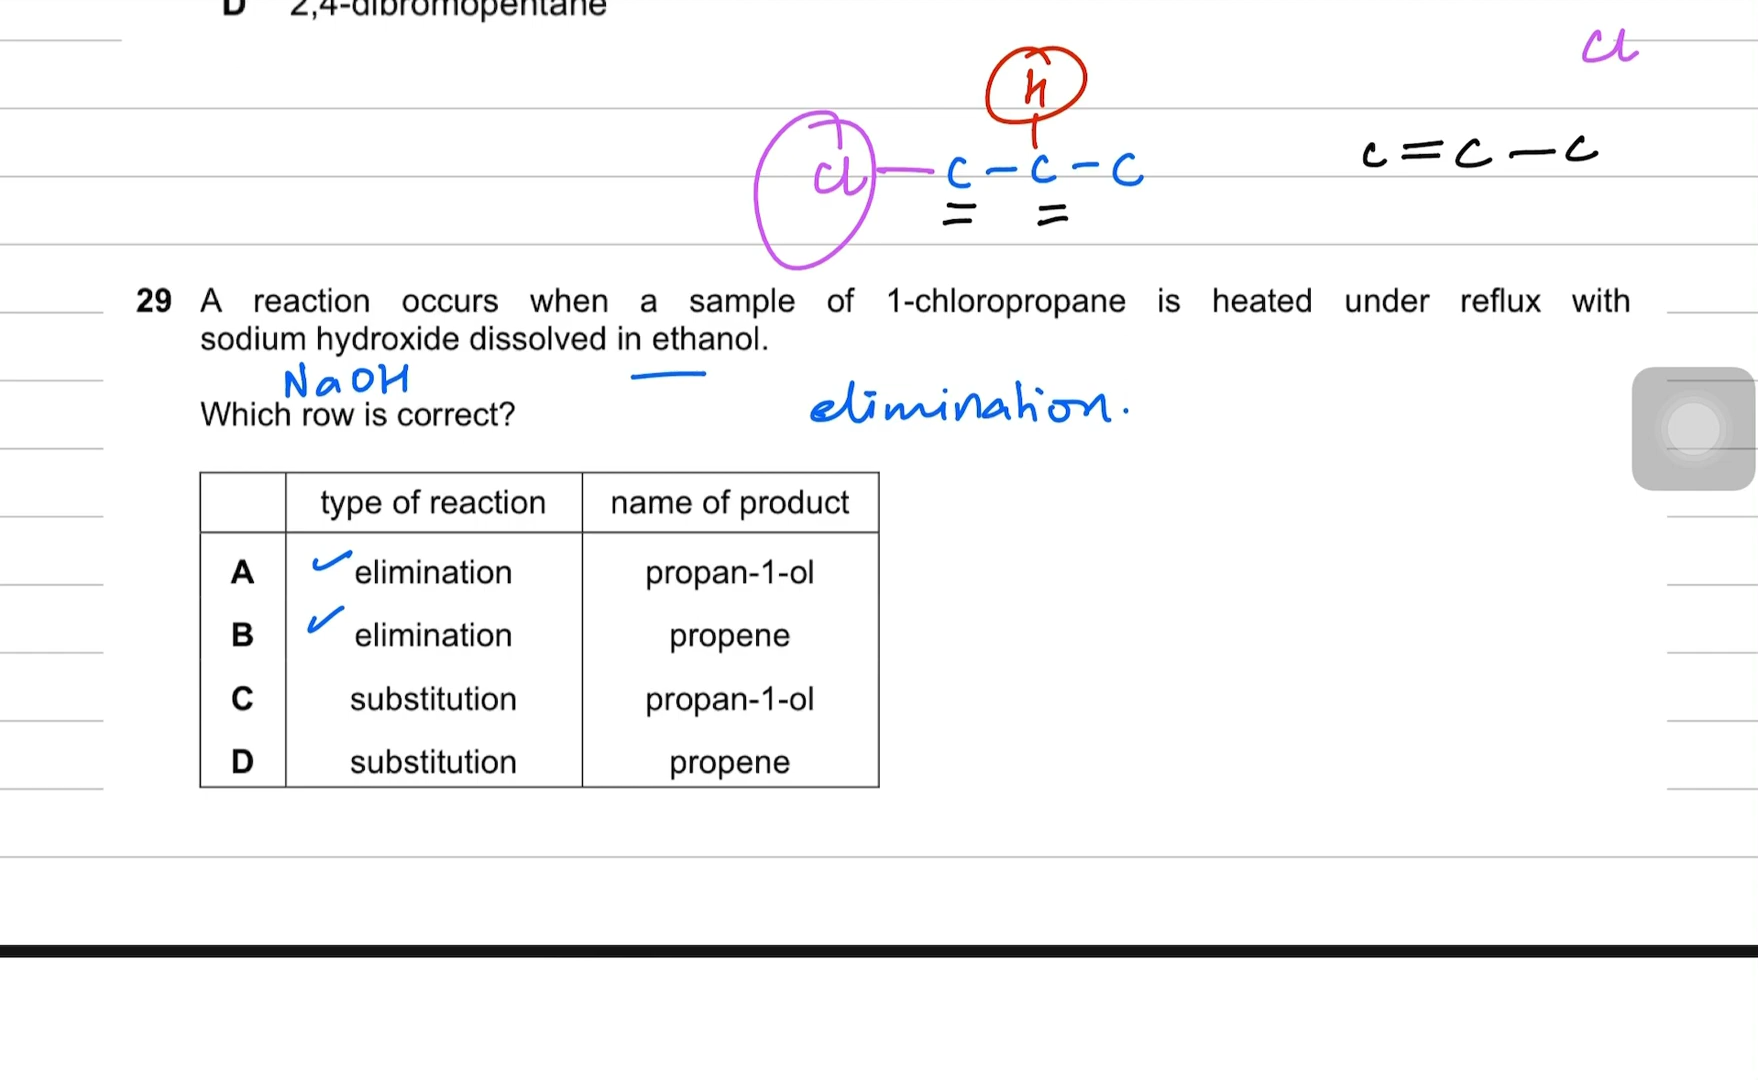 D 2,4-dibromopentane
Cl
H
Cl — C – C – C
C = C – C
29 A reaction occurs when a sample of 1-chloropropane is heated under reflux with
sodium hydroxide dissolved in ethanol.
NaOH
Which row is correct?
elimination.
type of reaction name of product
A elimination propan-1-ol
B elimination propene
C substitution propan-1-ol
D substitution propene